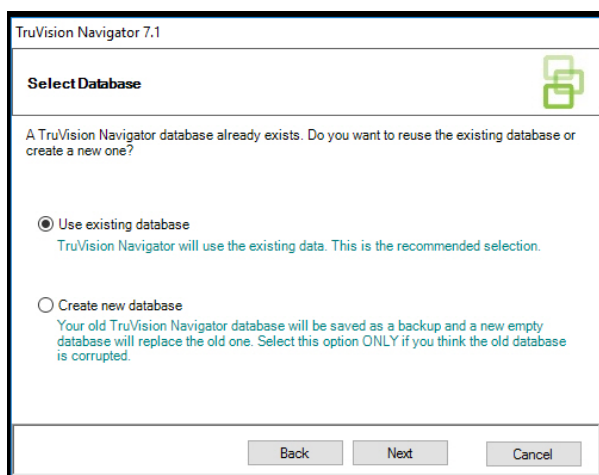 TruVision Navigator 7.1
Select Database
A TruVision Navigator database already exists. Do you want to reuse the existing database or
create a new one?
Use existing database
TruVision Navigator will use the existing data. This is the recommended selection.
Create new database
Your old TruVision Navigator database will be saved as a backup and a new empty
database will replace the old one. Select this option ONLY if you think the old database
is corrupted.
Back Next Cancel